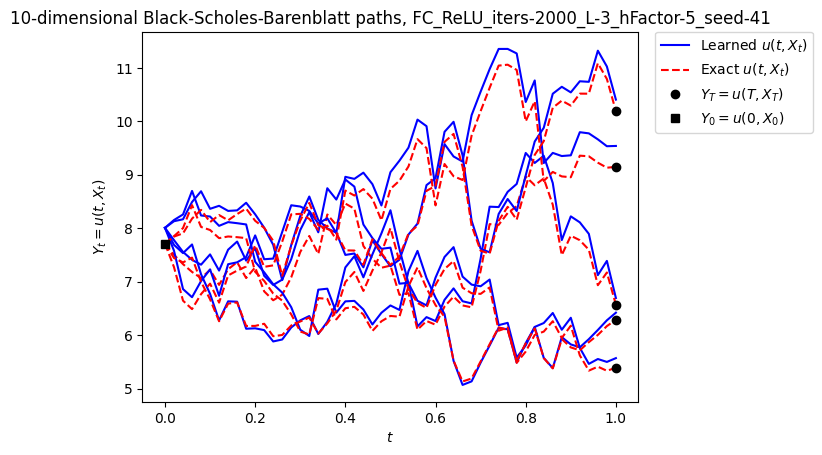 10-dimensional Black-Scholes-Barenblatt paths, FC_ReLU_iters-2000_L-3_hFactor-5_seed-41
Learned u(t, X_t)
Exact u(t, X_t)
Y_T = u(T, X_T)
Y_0 = u(0, X_0)
Y_t = u(t, X_t)
11
10
9
8
7
6
5
0.0 0.2 0.4 0.6 0.8 1.0
t